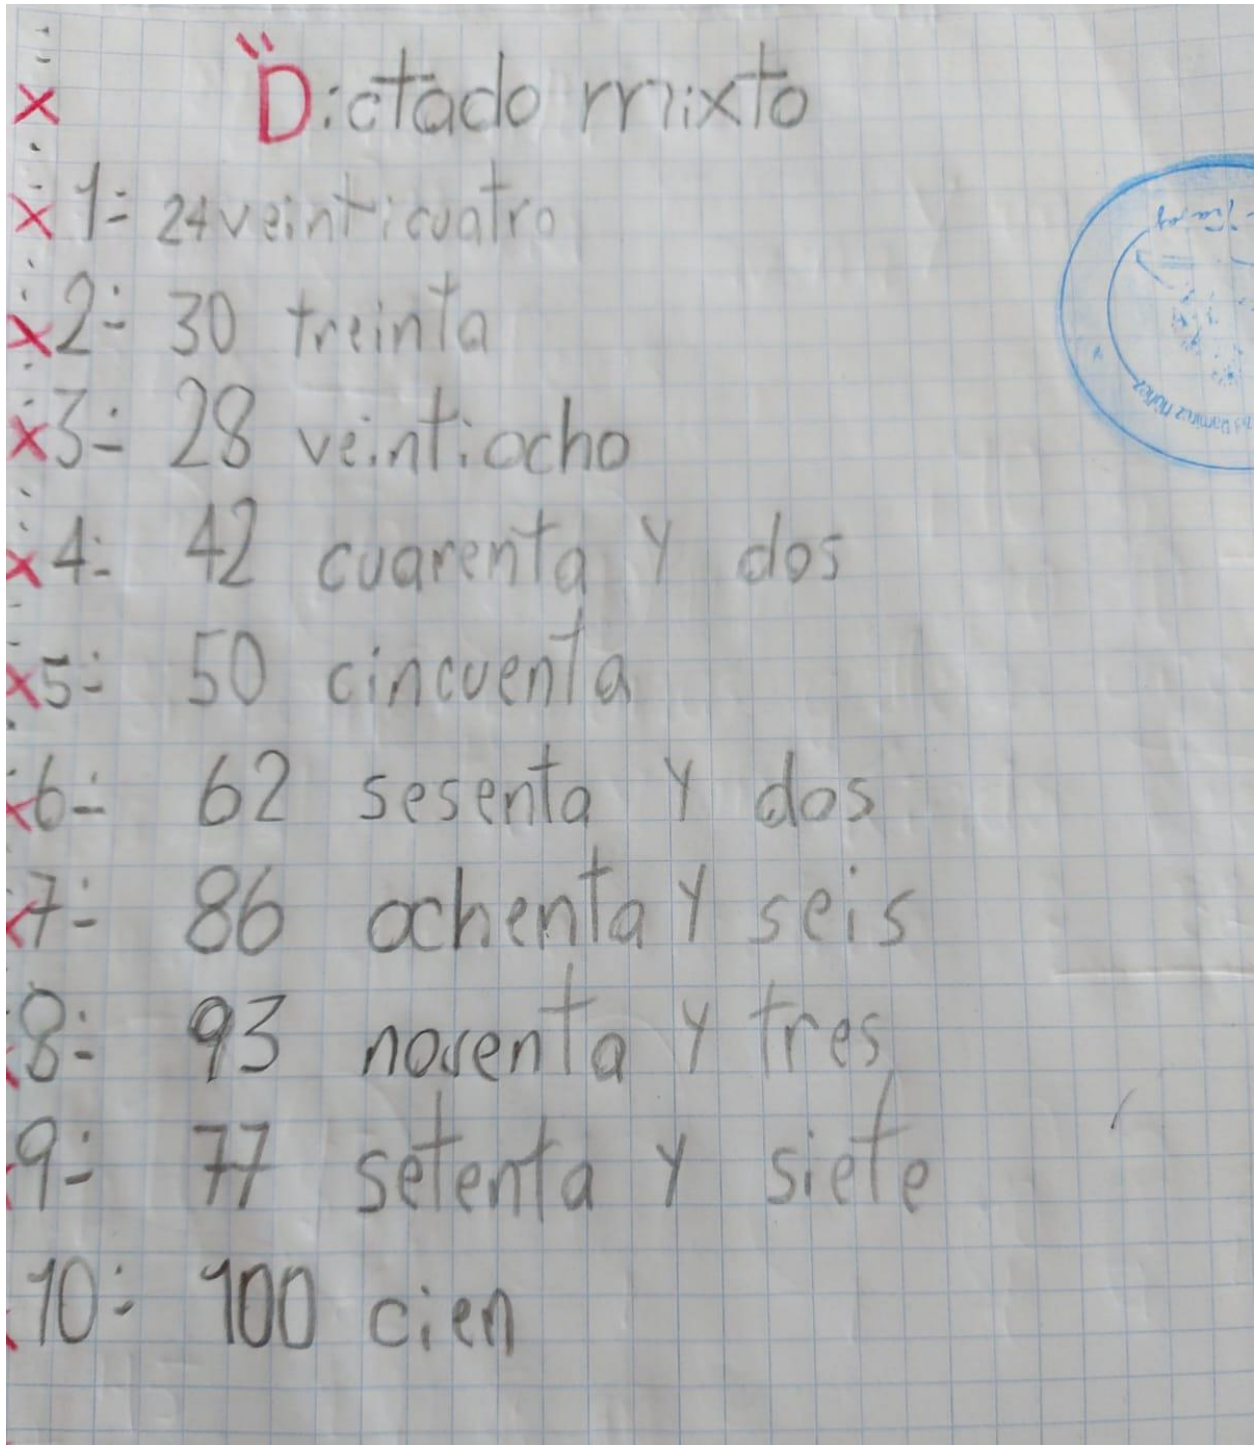 "Dictado mixto
1- 24 veinticuatro
2- 30 treinta
3- 28 veintiocho
4- 42 cuarenta y dos
5- 50 cincuenta
6- 62 sesenta y dos
7- 86 ochenta y seis
8- 93 noventa y tres
9- 77 setenta y siete
10- 100 cien